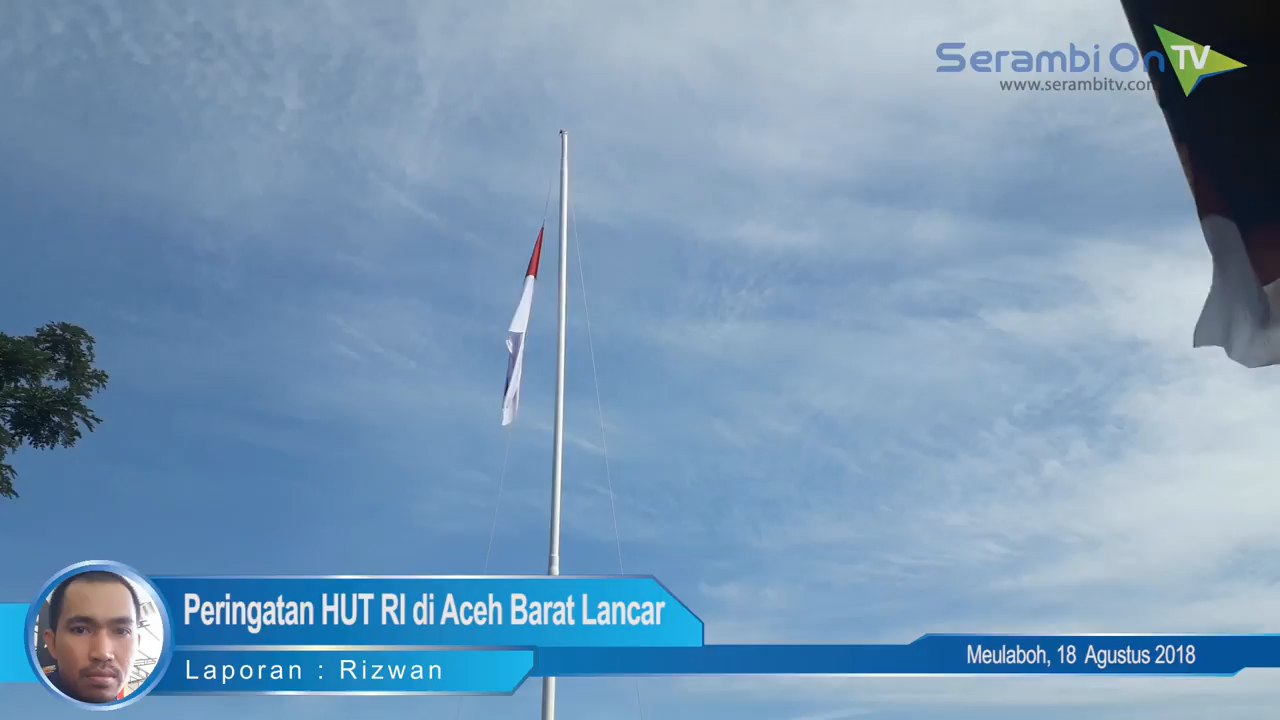 Serambi On TV
www.serambitv.com
Peringatan HUT RI di Aceh Barat Lancar
Laporan : Rizwan
Meulaboh, 18 Agustus 2018